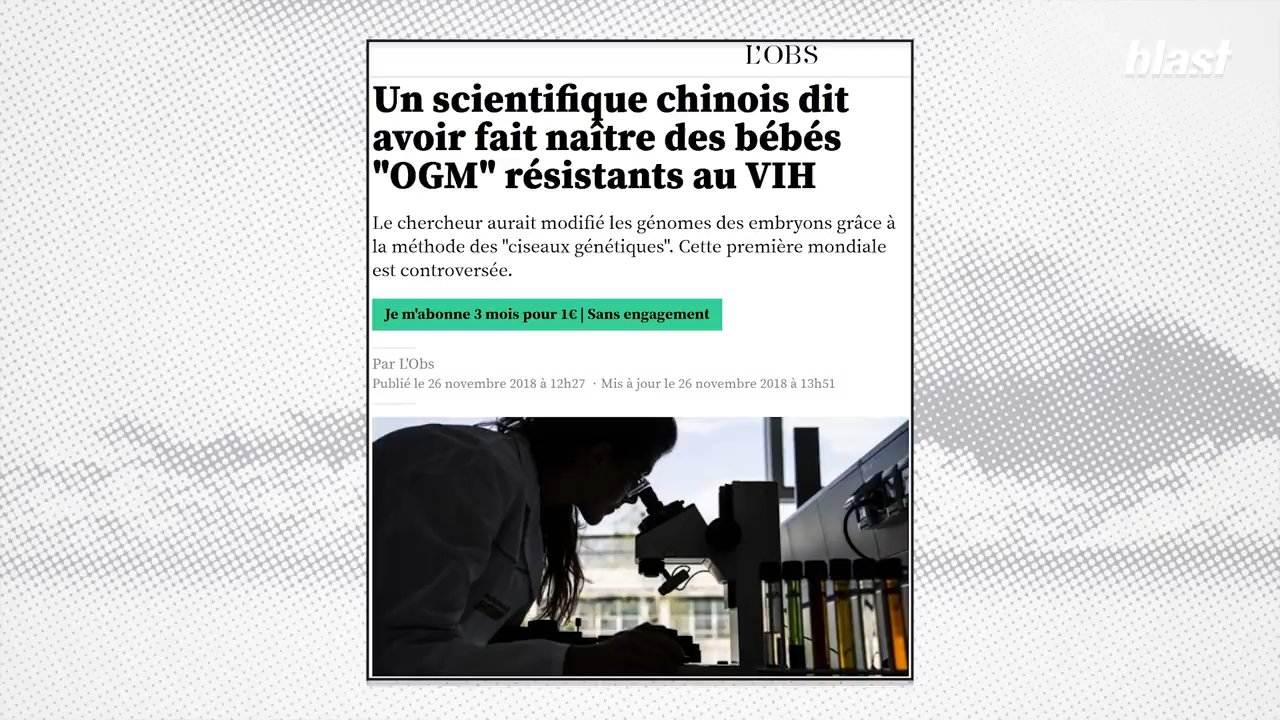 L'OBS
blast
Un scientifique chinois dit
avoir fait naître des bébés
"OGM" résistants au VIH
Le chercheur aurait modifié les génomes des embryons grâce à
la méthode des "ciseaux génétiques". Cette première mondiale
est controversée.
Je m'abonne 3 mois pour 1€ | Sans engagement
Par L'Obs
Publié le 26 novembre 2018 à 12h27 · Mis à jour le 26 novembre 2018 à 13h51